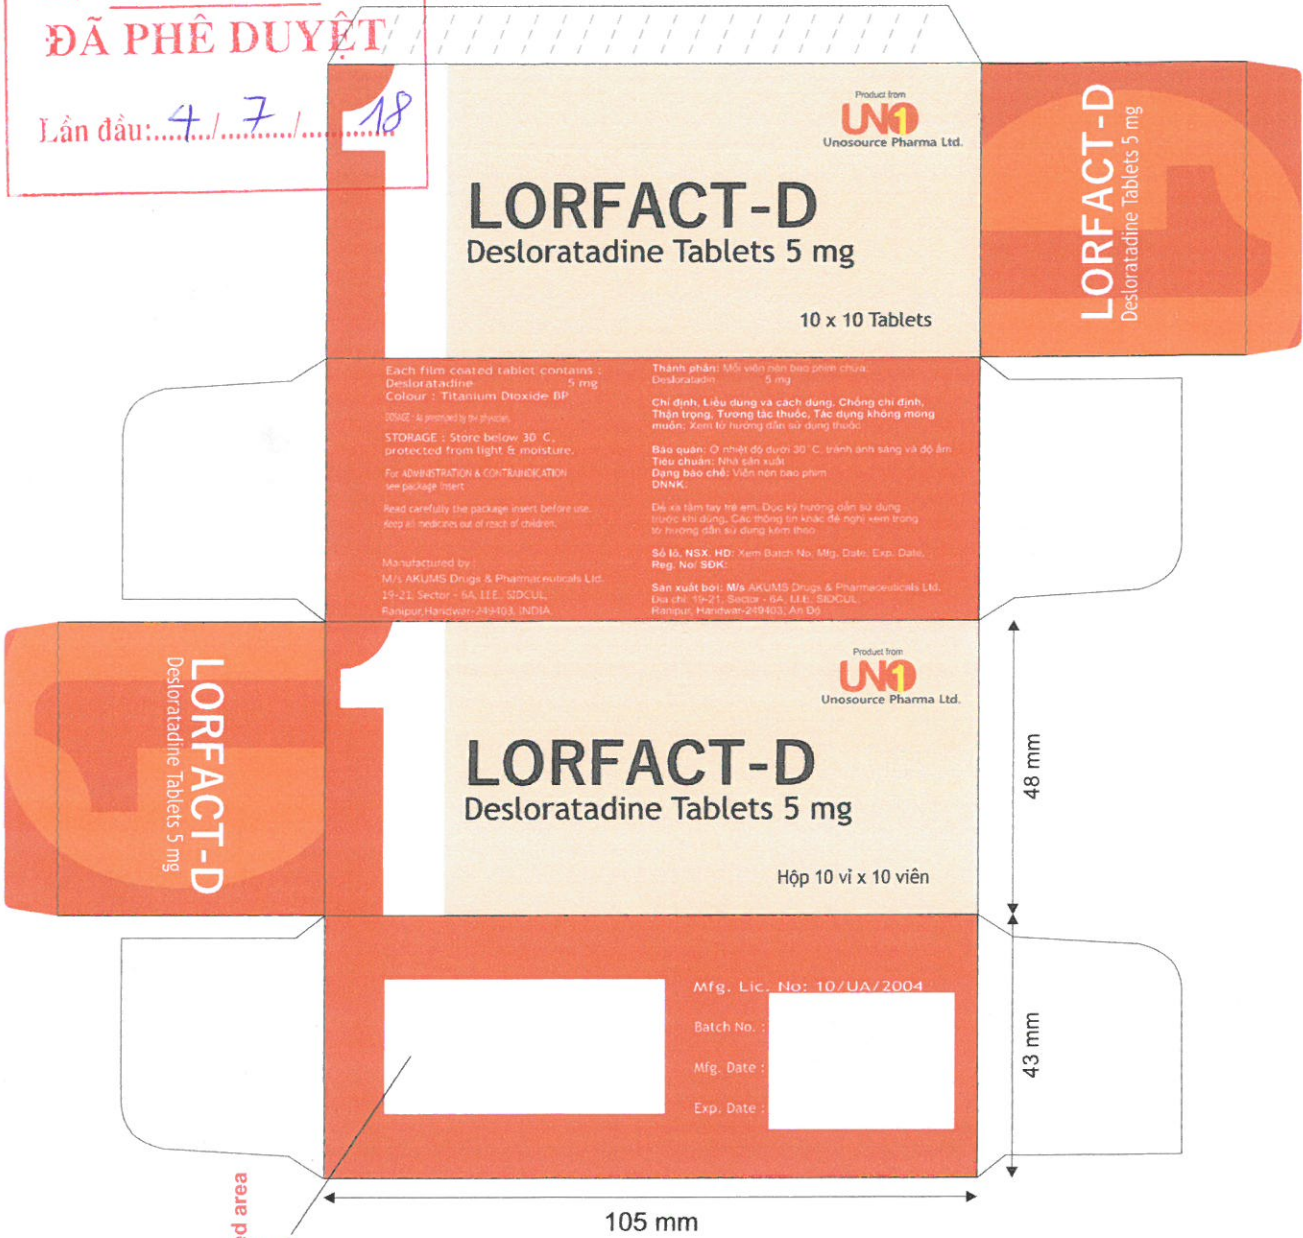 ĐÃ PHÊ DUYỆT
Lần đầu:....4.../....7...../.....18
Product from
UNO1
Unosource Pharma Ltd.
LORFACT-D
Desloratadine Tablets 5 mg
10 x 10 Tablets
LORFACT-D
Desloratadine Tablets 5 mg
Each film coated tablet contains :
Desloratadine 5 mg
Colour : Titanium Dioxide BP
DOSAGE : As prescribed by the physician.
STORAGE : Store below 30°C,
protected from light & moisture.
For ADMINISTRATION & CONTRAINDICATION
see package insert
Read carefully the package insert before use.
Keep all medicines out of reach of children.
Manufactured by
M/s AKUMS Drugs & Pharmaceuticals Ltd.
19-21, Sector - 6A, I.I.E., SIDCUL,
Ranipur, Haridwar-249403, INDIA.
Thành phần: Mỗi viên nén bao phim chứa:
Desloratadin 5 mg
Chỉ định, Liều dùng và cách dùng, Chống chỉ định,
Thận trọng, Tương tác thuốc, Tác dụng không mong
muốn: Xem tờ hướng dẫn sử dụng thuốc
Bảo quản: Ở nhiệt độ dưới 30°C, tránh ánh sáng và độ ẩm
Tiêu chuẩn: Nhà sản xuất
Dạng bào chế: Viên nén bao phim
DNNK:
Để xa tầm tay trẻ em. Đọc kỹ hướng dẫn sử dụng
trước khi dùng. Các thông tin khác đề nghị xem trong
tờ hướng dẫn sử dụng kèm theo
Số lô, NSX, HD: Xem Batch No, Mfg. Date, Exp. Date,
Reg. No/ SĐK:
Sản xuất bởi: M/s AKUMS Drugs & Pharmaceuticals Ltd.
Địa chỉ: 19-21, Sector - 6A, I.I.E, SIDCUL,
Ranipur, Haridwar-249403, Ấn Độ
LORFACT-D
Desloratadine Tablets 5 mg
Product from
UNO1
Unosource Pharma Ltd.
LORFACT-D
Desloratadine Tablets 5 mg
Hộp 10 vỉ x 10 viên
48 mm
Mfg. Lic. No: 10/UA/2004
Batch No. :
Mfg. Date :
Exp. Date :
43 mm
area
105 mm